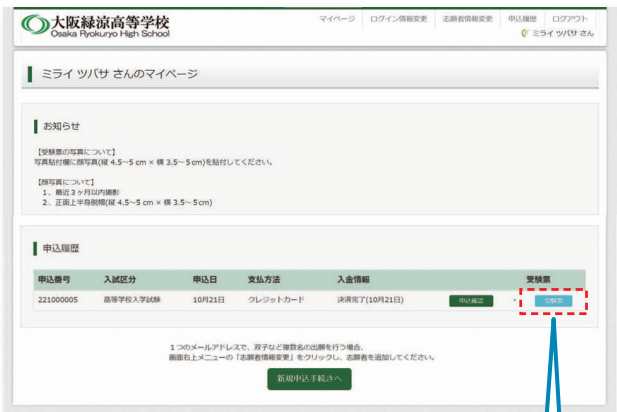 大阪緑涼高等学校
Osaka Ryokuryo High School
マイページ ログイン情報変更 志願者情報変更 申込履歴 ログアウト
ミライ ツバサ さん
ミライ ツバサ さんのマイページ
お知らせ
【受験票の写真について】
写真貼付欄に顔写真(縦 4.5～5 cm × 横 3.5～5 cm)を貼付してください。
【顔写真について】
1、最近3ヶ月以内撮影
2、正面上半身脱帽(縦 4.5～5 cm × 横 3.5～5cm)
申込履歴
申込番号 入試区分 申込日 支払方法 入金情報 受験票
221000005 高等学校入学試験 10月21日 クレジットカード 決済完了(10月21日) 申込確認 - 受験票
1つのメールアドレスで、双子など複数名の出願を行う場合、
画面右上メニューの「志願者情報変更」をクリックし、志願者を追加してください。
新規申込手続きへ